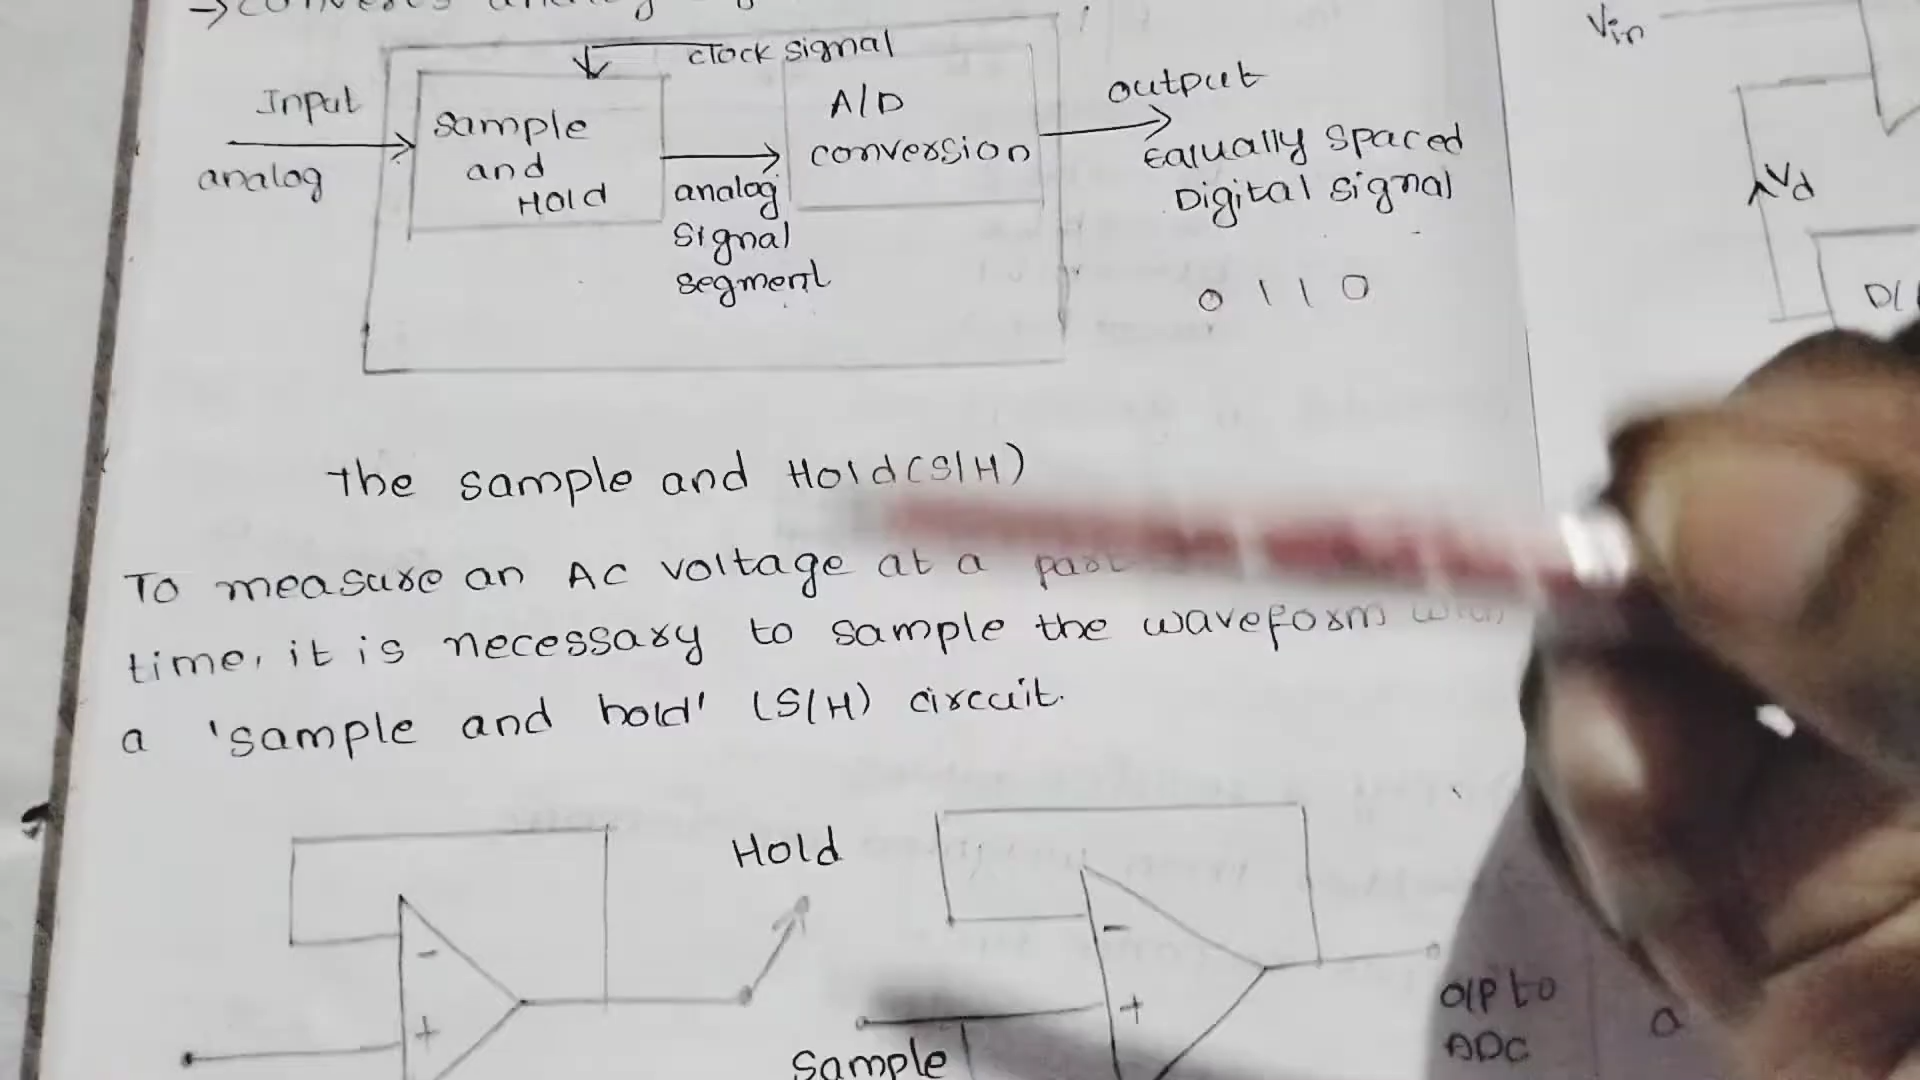 clock signal
Input
analog
sample
and
Hold
analog
signal
segment
A/D
conversion
output
Ealually spaced
Digital signal
0 1 1 0
The sample and Hold(S/H)
To measure an AC voltage at a
time, it is necessary to sample the waveform with
a 'sample and hold' (S/H) circuit.
Hold
-
+
Sample
-
+
O/P to
ADC
Vin
Vd
a